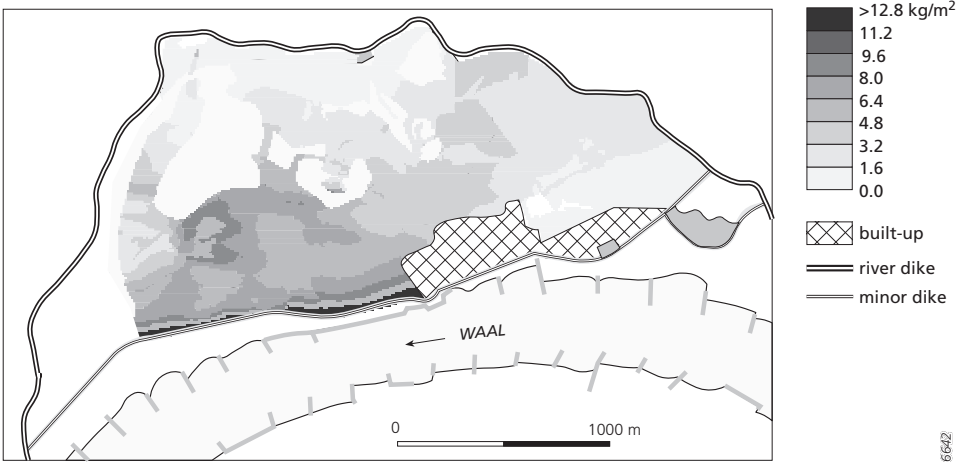 >12.8 kg/m²
11.2
9.6
8.0
6.4
4.8
3.2
1.6
0.0
built-up
river dike
minor dike
WAAL
0
1000 m
6642